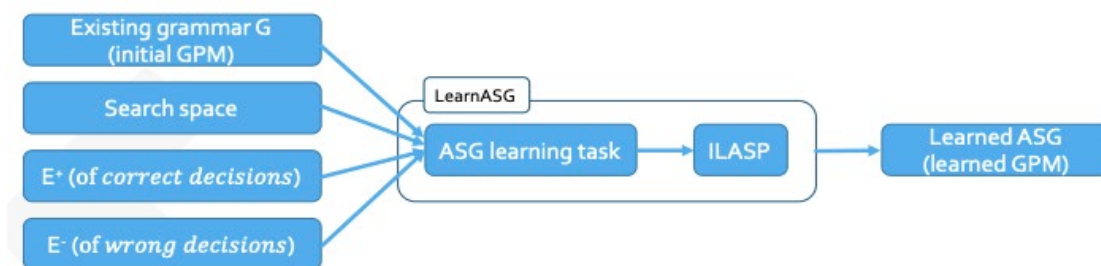 Existing grammar G
(initial GPM)
Search space
E⁺ (of correct decisions)
E⁻ (of wrong decisions)
LearnASG
ASG learning task
ILASP
Learned ASG
(learned GPM)